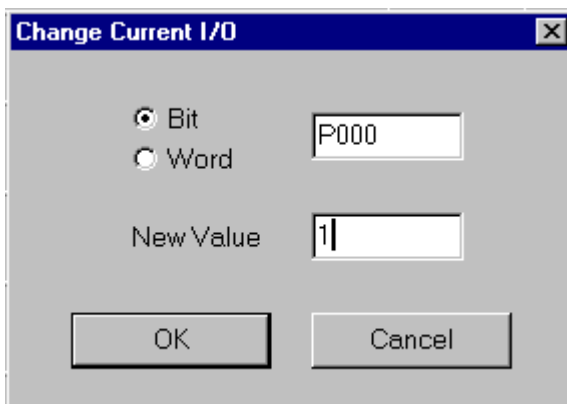 Change Current I/O
Bit
P000
Word
New Value
1
OK
Cancel